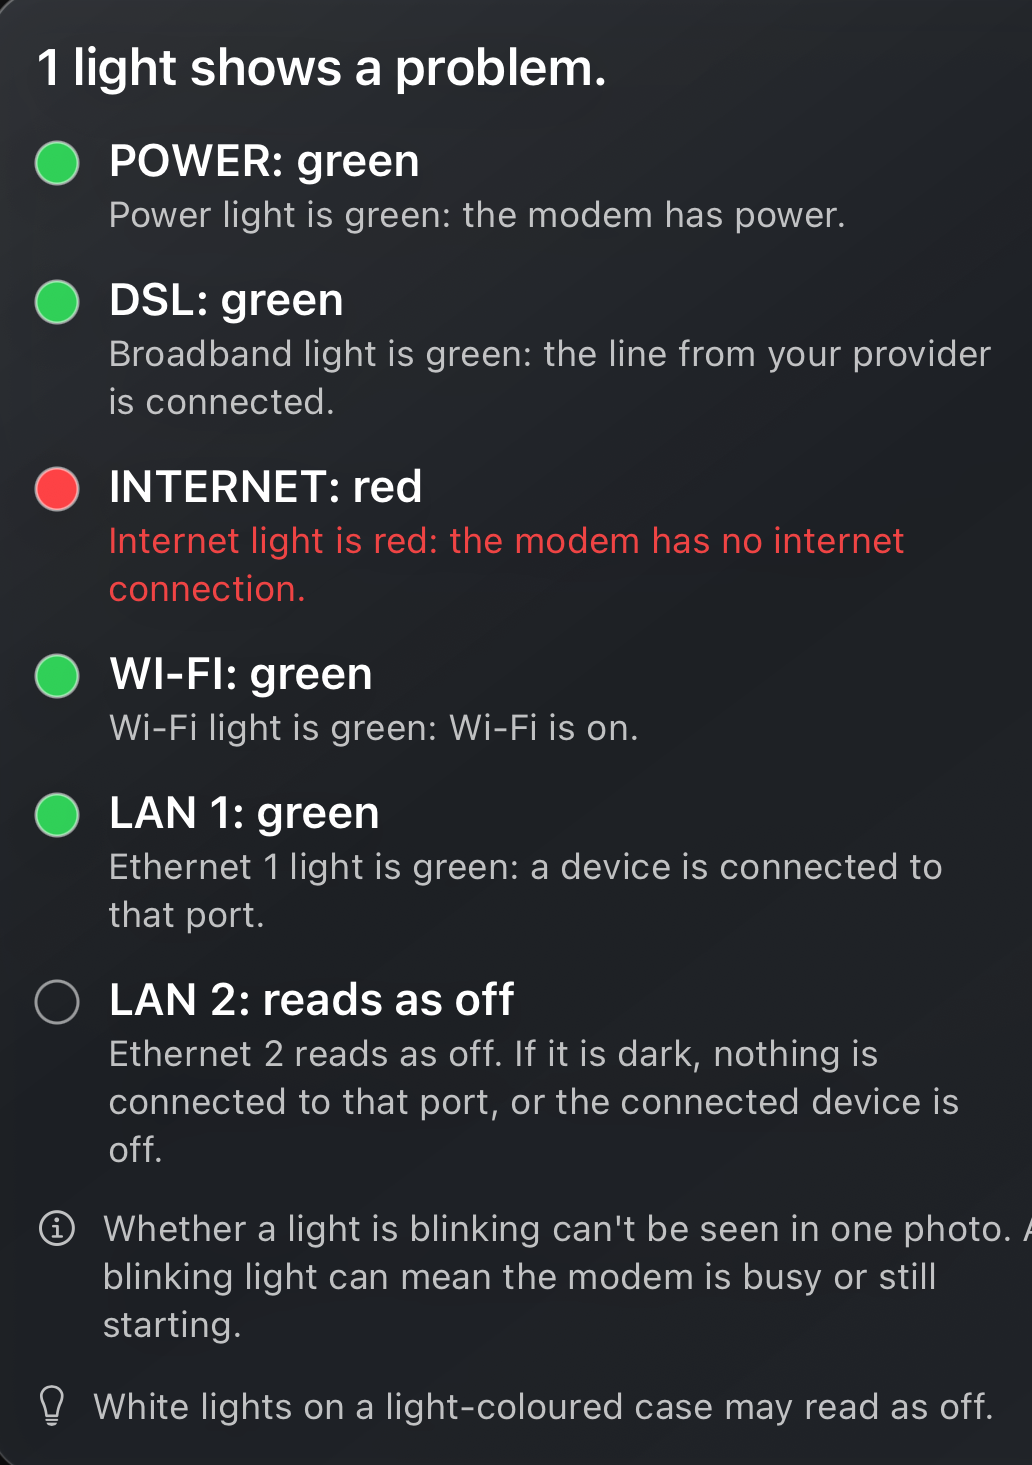 1 light shows a problem.
POWER: green
Power light is green: the modem has power.
DSL: green
Broadband light is green: the line from your provider
is connected.
INTERNET: red
Internet light is red: the modem has no internet
connection.
WI-FI: green
Wi-Fi light is green: Wi-Fi is on.
LAN 1: green
Ethernet 1 light is green: a device is connected to
that port.
LAN 2: reads as off
Ethernet 2 reads as off. If it is dark, nothing is
connected to that port, or the connected device is
off.
Whether a light is blinking can't be seen in one photo. A
blinking light can mean the modem is busy or still
starting.
White lights on a light-coloured case may read as off.